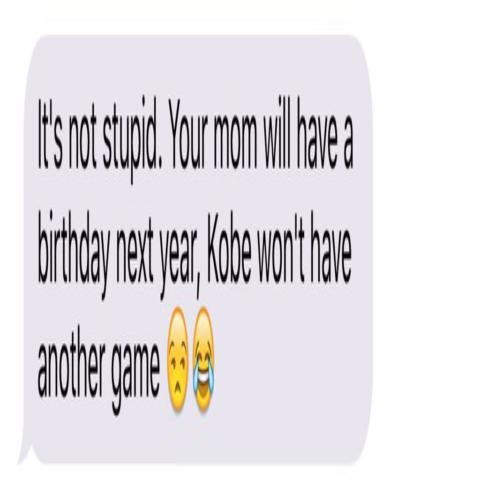 It's not stupid. Your mom will have a
birthday next year, Kobe won't have
another game 😒😂